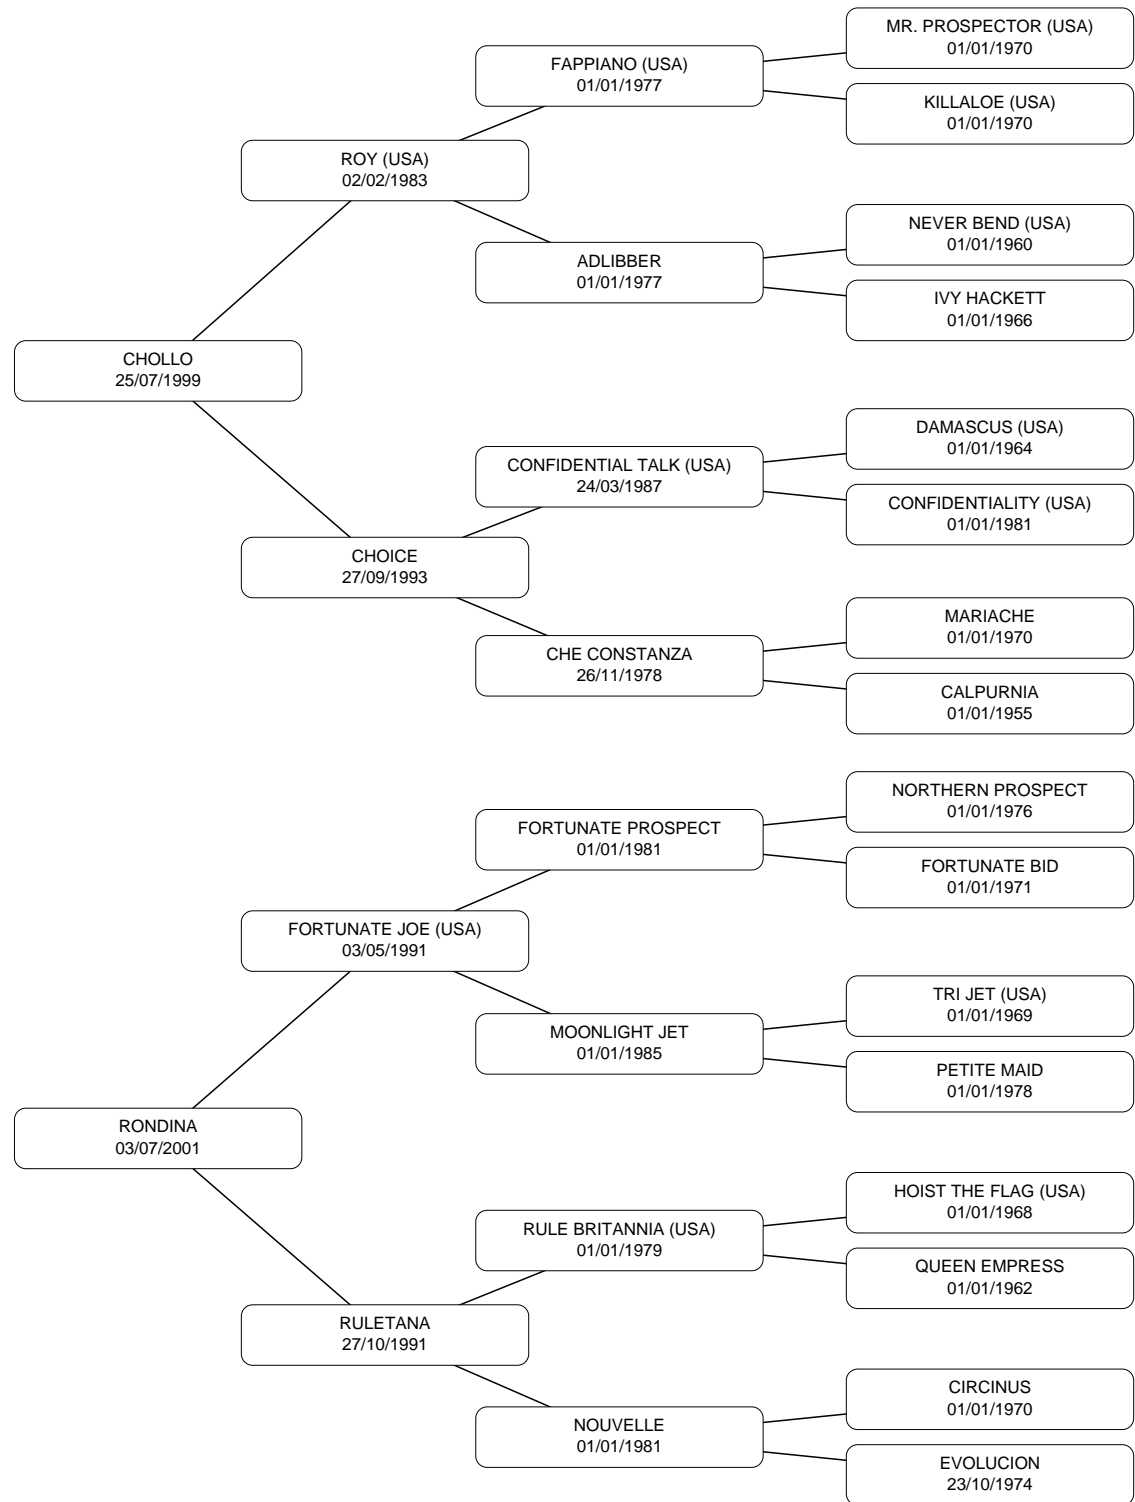 MR. PROSPECTOR (USA)
01/01/1970
FAPPIANO (USA)
01/01/1977
KILLALOE (USA)
01/01/1970
ROY (USA)
02/02/1983
NEVER BEND (USA)
01/01/1960
ADLIBBER
01/01/1977
IVY HACKETT
01/01/1966
CHOLLO
25/07/1999
DAMASCUS (USA)
01/01/1964
CONFIDENTIAL TALK (USA)
24/03/1987
CONFIDENTIALITY (USA)
01/01/1981
CHOICE
27/09/1993
MARIACHE
01/01/1970
CHE CONSTANZA
26/11/1978
CALPURNIA
01/01/1955
NORTHERN PROSPECT
01/01/1976
FORTUNATE PROSPECT
01/01/1981
FORTUNATE BID
01/01/1971
FORTUNATE JOE (USA)
03/05/1991
TRI JET (USA)
01/01/1969
MOONLIGHT JET
01/01/1985
PETITE MAID
01/01/1978
RONDINA
03/07/2001
HOIST THE FLAG (USA)
01/01/1968
RULE BRITANNIA (USA)
01/01/1979
QUEEN EMPRESS
01/01/1962
RULETANA
27/10/1991
CIRCINUS
01/01/1970
NOUVELLE
01/01/1981
EVOLUCION
23/10/1974